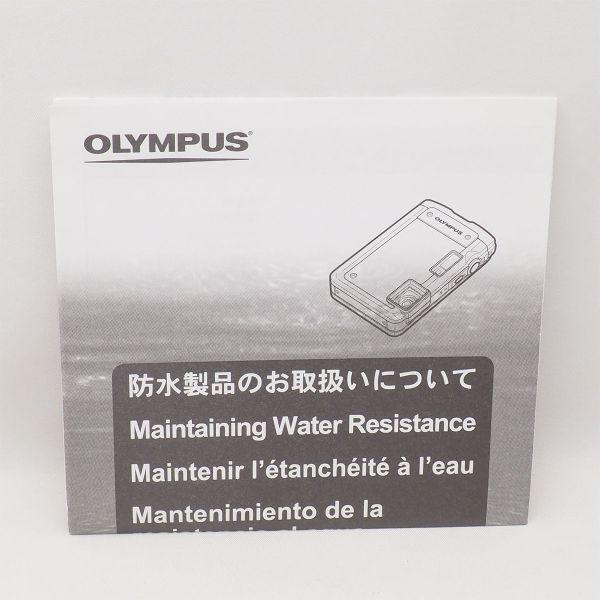 OLYMPUS®
OLYMPUS
防水製品のお取扱いについて
Maintaining Water Resistance
Maintenir l'étanchéité à l'eau
Mantenimiento de la